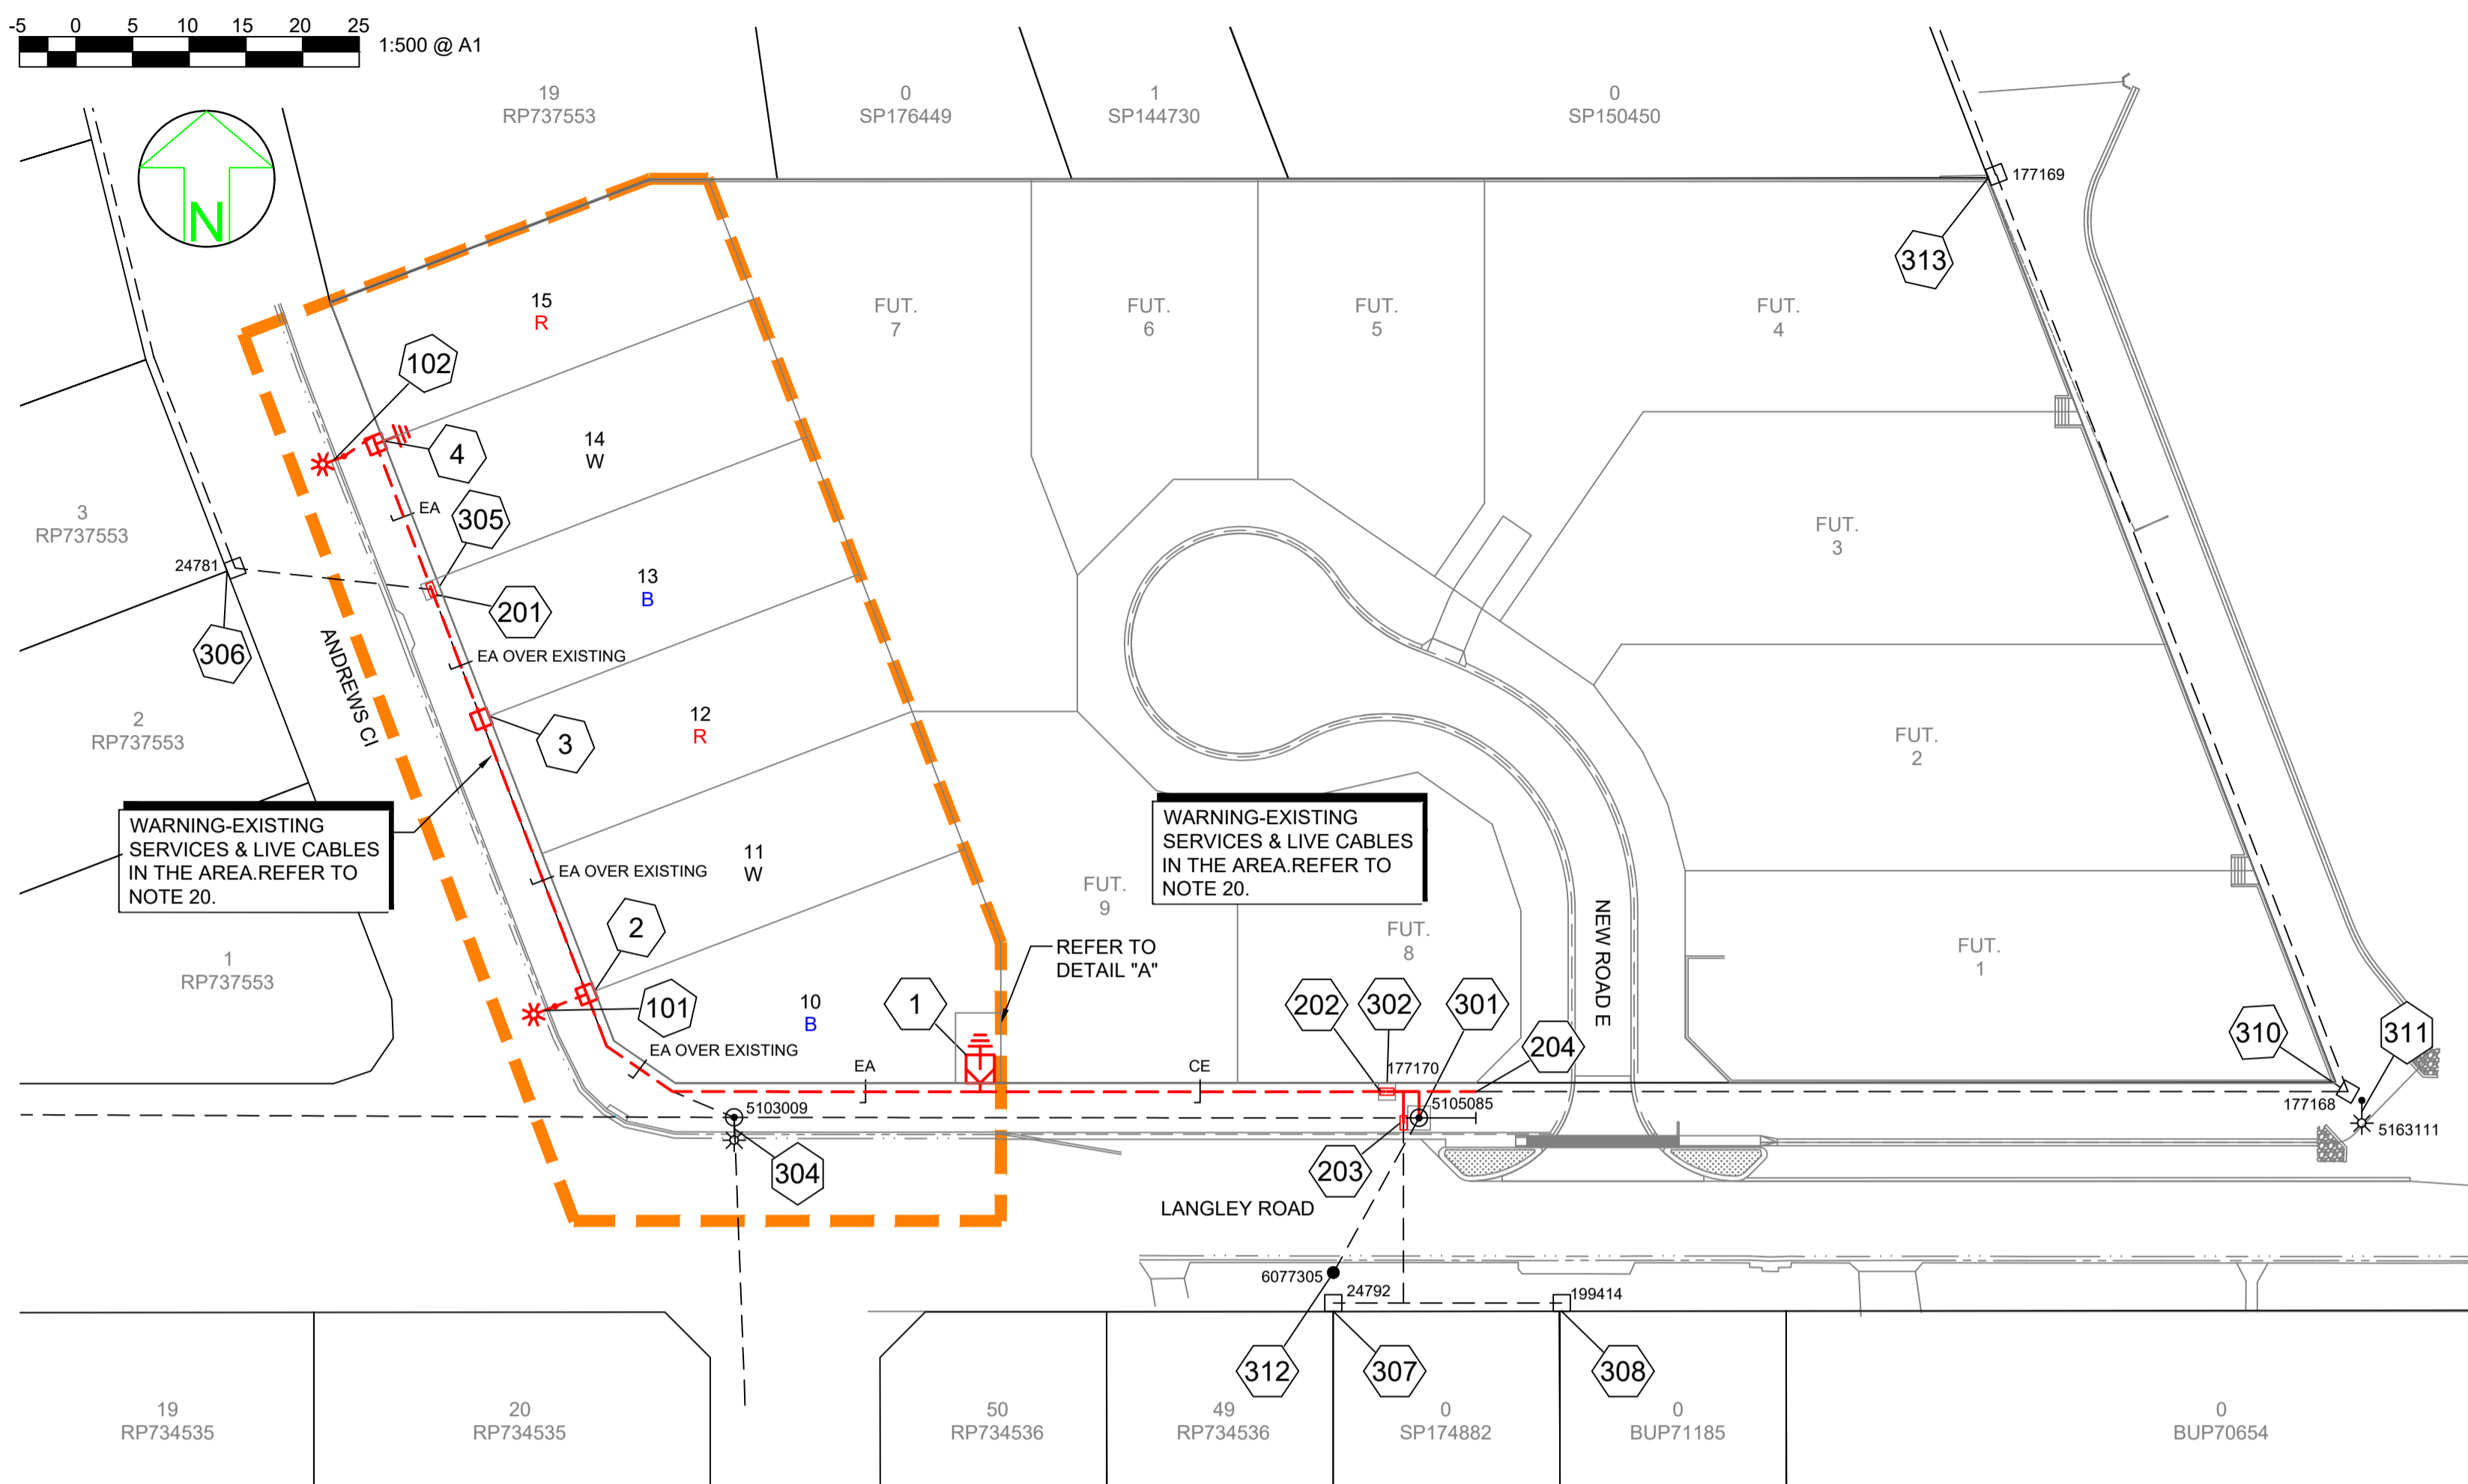 -5 0 5 10 15 20 25
1:500 @ A1
N
19
RP737553
0
SP176449
1
SP144730
0
SP150450
177169
313
15
R
FUT.
7
FUT.
6
FUT.
5
FUT.
4
102
4
14
W
EA
305
3
RP737553
FUT.
3
24781
13
B
201
306
ANDREWS Cl
EA OVER EXISTING
2
RP737553
12
R
3
FUT.
2
WARNING-EXISTING
SERVICES & LIVE CABLES
IN THE AREA.REFER TO
NOTE 20.
WARNING-EXISTING
SERVICES & LIVE CABLES
IN THE AREA.REFER TO
NOTE 20.
EA OVER EXISTING
11
W
FUT.
9
2
1
RP737553
REFER TO
DETAIL "A"
FUT.
8
NEW ROAD E
FUT.
1
101
10
B
1
202
302
301
204
310
311
EA OVER EXISTING
EA
CE
177170
5103009
5105085
177168
5163111
304
203
LANGLEY ROAD
6077305
24792
199414
312
307
308
19
RP734535
20
RP734535
50
RP734536
49
RP734536
0
SP174882
0
BUP71185
0
BUP70654